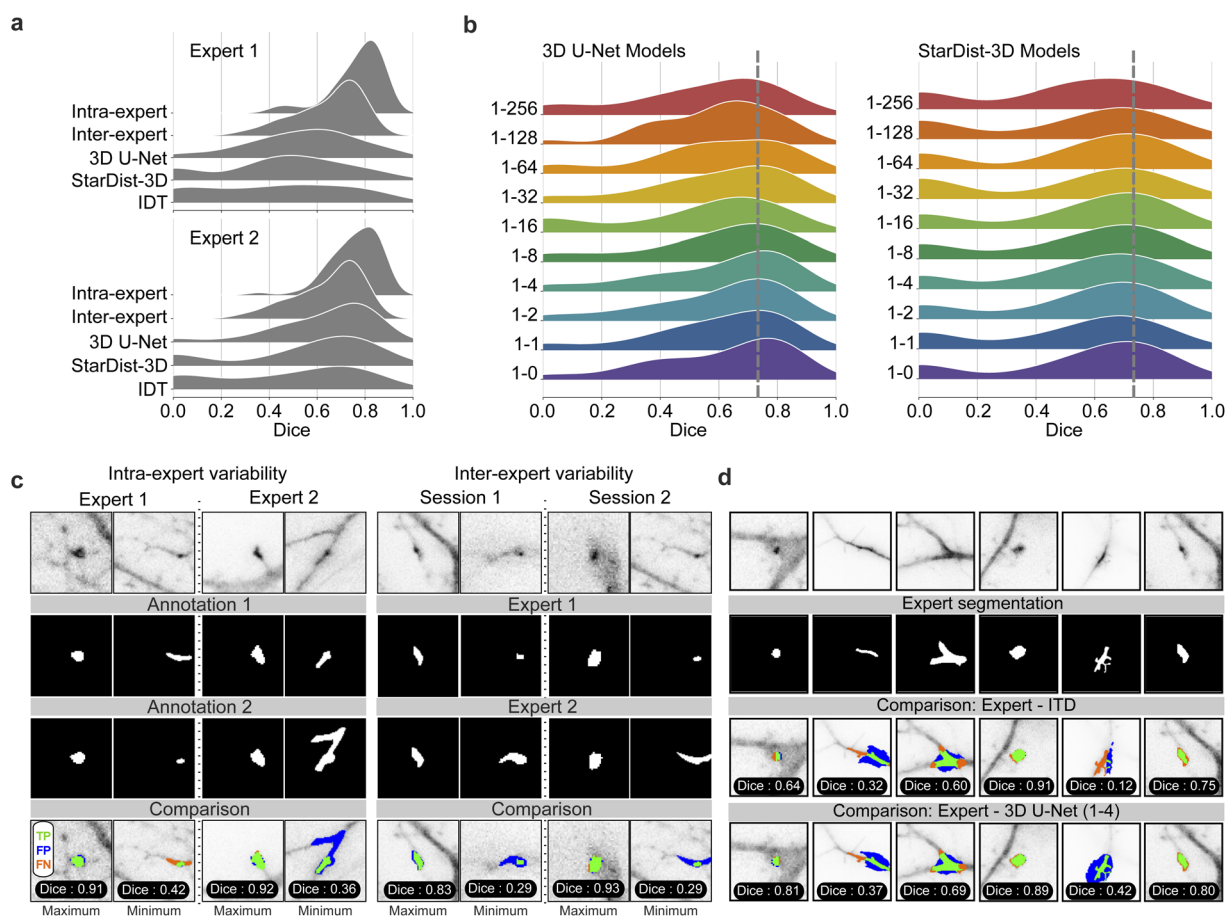 a
Expert 1
Intra-expert
Inter-expert
3D U-Net
StarDist-3D
IDT
Expert 2
Intra-expert
Inter-expert
3D U-Net
StarDist-3D
IDT
0.0 0.2 0.4 0.6 0.8 1.0
Dice
b
3D U-Net Models
1-256
1-128
1-64
1-32
1-16
1-8
1-4
1-2
1-1
1-0
0.0 0.2 0.4 0.6 0.8 1.0
Dice
StarDist-3D Models
1-256
1-128
1-64
1-32
1-16
1-8
1-4
1-2
1-1
1-0
0.0 0.2 0.4 0.6 0.8 1.0
Dice
c
Intra-expert variability
Expert 1 Expert 2
Annotation 1
Annotation 2
Comparison
TP
FP
FN
Dice : 0.91 Dice : 0.42 Dice : 0.92 Dice : 0.36
Maximum Minimum Maximum Minimum
Inter-expert variability
Session 1 Session 2
Expert 1
Expert 2
Comparison
Dice : 0.83 Dice : 0.29 Dice : 0.93 Dice : 0.29
Maximum Minimum Maximum Minimum
d
Expert segmentation
Comparison: Expert - ITD
Dice : 0.64 Dice : 0.32 Dice : 0.60 Dice : 0.91 Dice : 0.12 Dice : 0.75
Comparison: Expert - 3D U-Net (1-4)
Dice : 0.81 Dice : 0.37 Dice : 0.69 Dice : 0.89 Dice : 0.42 Dice : 0.80